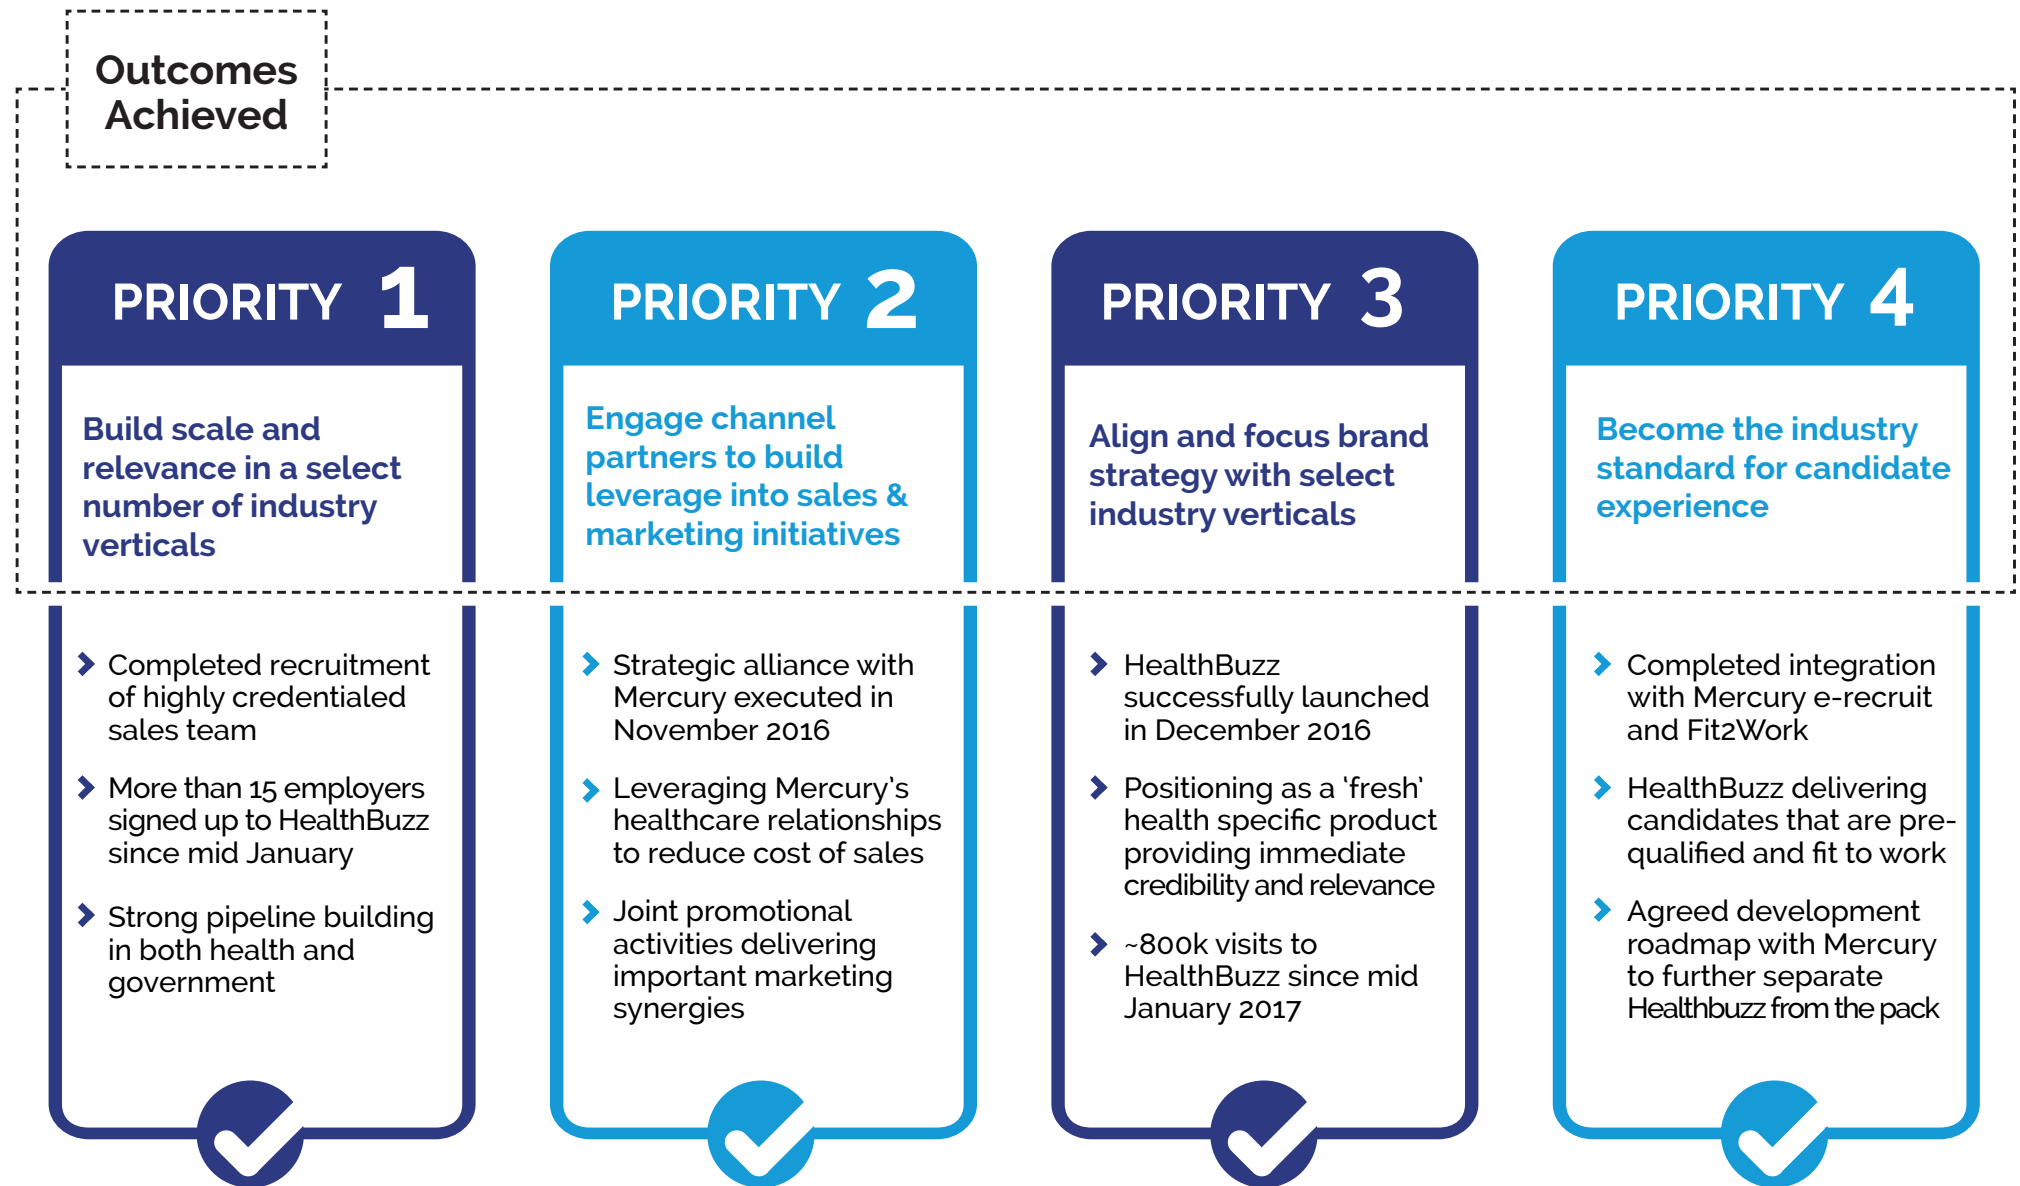 Outcomes
Achieved
PRIORITY 1
Build scale and
relevance in a select
number of industry
verticals
Completed recruitment
of highly credentialed
sales team
More than 15 employers
signed up to HealthBuzz
since mid January
Strong pipeline building
in both health and
government
PRIORITY 2
Engage channel
partners to build
leverage into sales &
marketing initiatives
Strategic alliance with
Mercury executed in
November 2016
Leveraging Mercury's
healthcare relationships
to reduce cost of sales
Joint promotional
activities delivering
important marketing
synergies
PRIORITY 3
Align and focus brand
strategy with select
industry verticals
HealthBuzz
successfully launched
in December 2016
Positioning as a ‘fresh’
health specific product
providing immediate
credibility and relevance
~800k visits to
HealthBuzz since mid
January 2017
PRIORITY 4
Become the industry
standard for candidate
experience
Completed integration
with Mercury e-recruit
and Fit2Work
HealthBuzz delivering
candidates that are pre-
qualified and fit to work
Agreed development
roadmap with Mercury
to further separate
Healthbuzz from the pack